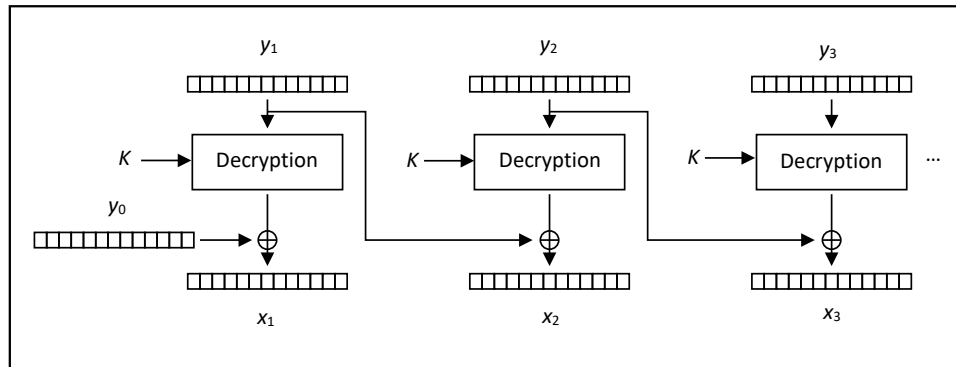 y1 y2 y3
K Decryption K Decryption K Decryption ...
y0
x1 x2 x3